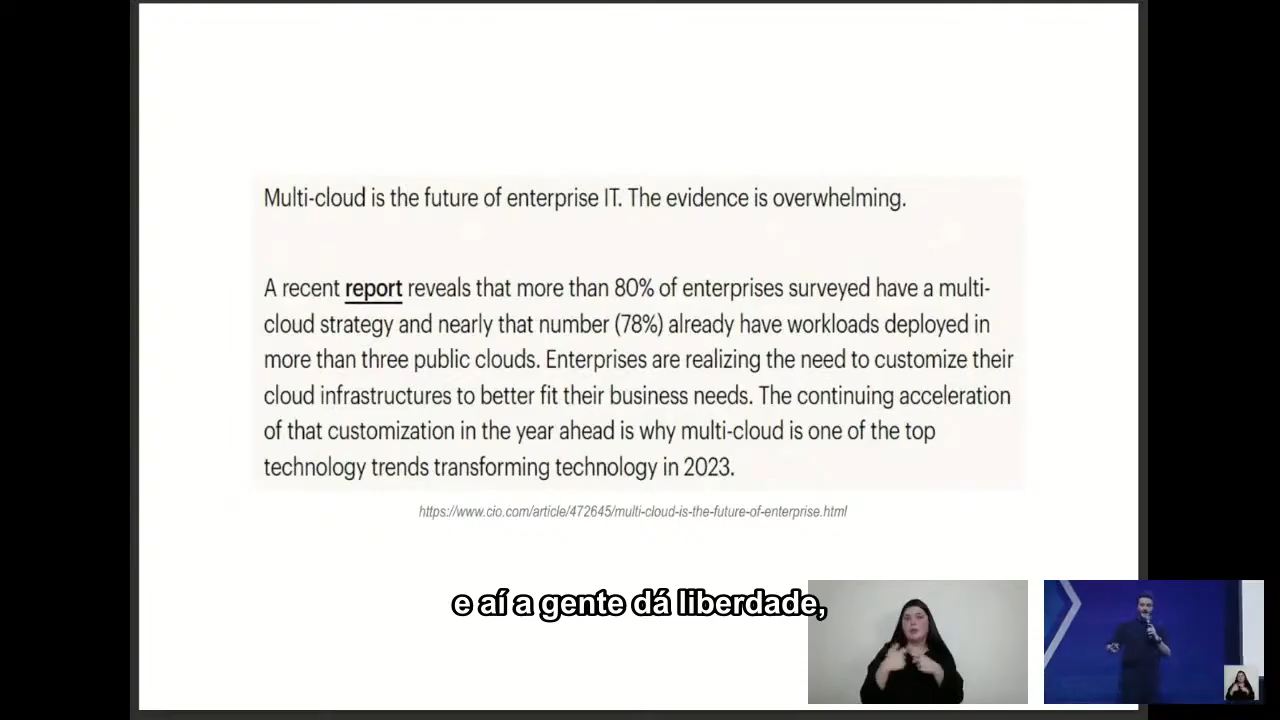 Multi-cloud is the future of enterprise IT. The evidence is overwhelming.
A recent report reveals that more than 80% of enterprises surveyed have a multi-
cloud strategy and nearly that number (78%) already have workloads deployed in
more than three public clouds. Enterprises are realizing the need to customize their
cloud infrastructures to better fit their business needs. The continuing acceleration
of that customization in the year ahead is why multi-cloud is one of the top
technology trends transforming technology in 2023.
https://www.cio.com/article/472645/multi-cloud-is-the-future-of-enterprise.html
e aí a gente dá liberdade,